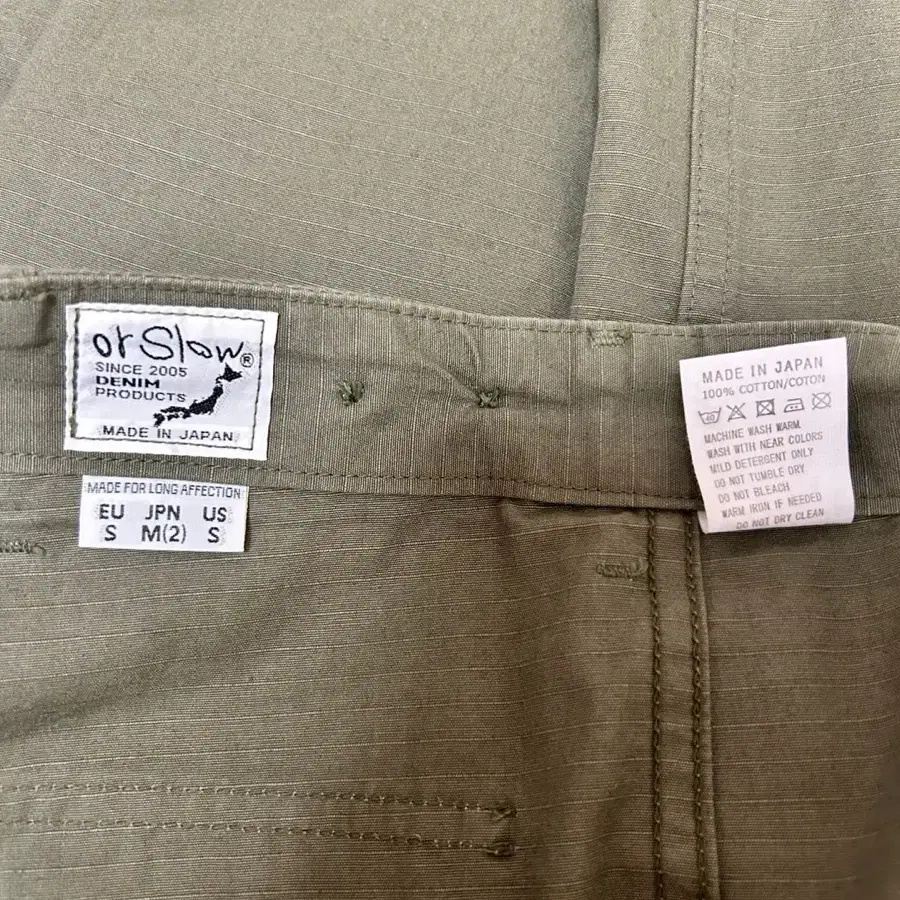 orslow®
SINCE 2005
DENIM
PRODUCTS
MADE IN JAPAN
MADE FOR LONG AFFECTION
EU JPN US
S M(2) S
MADE IN JAPAN
100% COTTON/COTON
40
MACHINE WASH WARM
WASH WITH NEAR COLORS
MILD DETERGENT ONLY
DO NOT TUMBLE DRY
DO NOT BLEACH
WARM IRON IF NEEDED
DO NOT DRY CLEAN